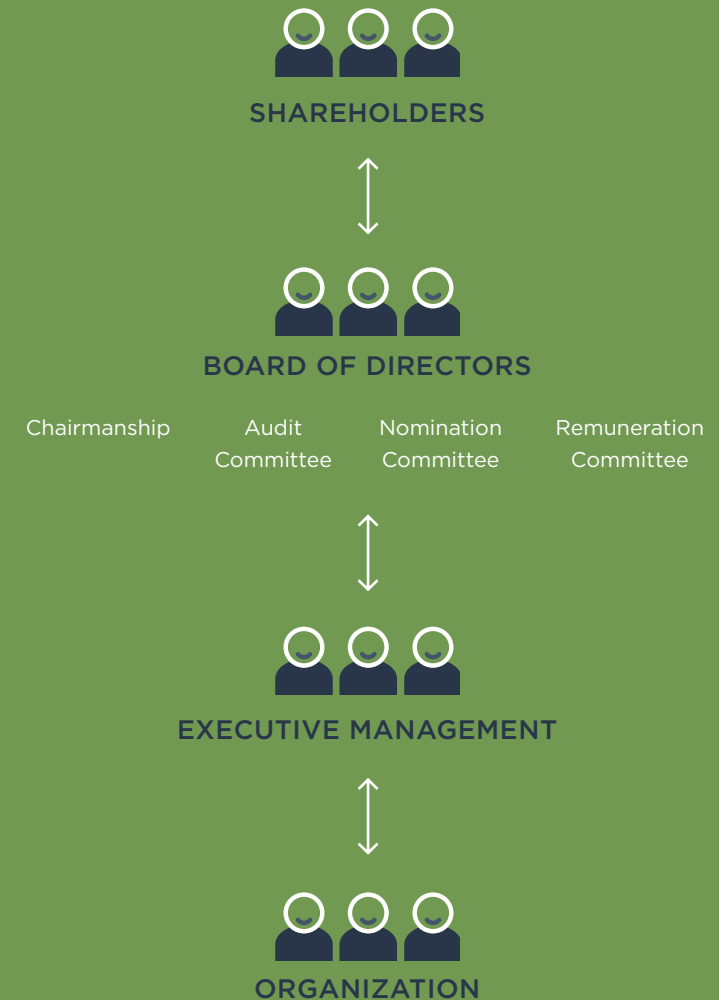 SHAREHOLDERS
BOARD OF DIRECTORS
Chairmanship
Audit
Committee
Nomination
Committee
Remuneration
Committee
EXECUTIVE MANAGEMENT
ORGANIZATION